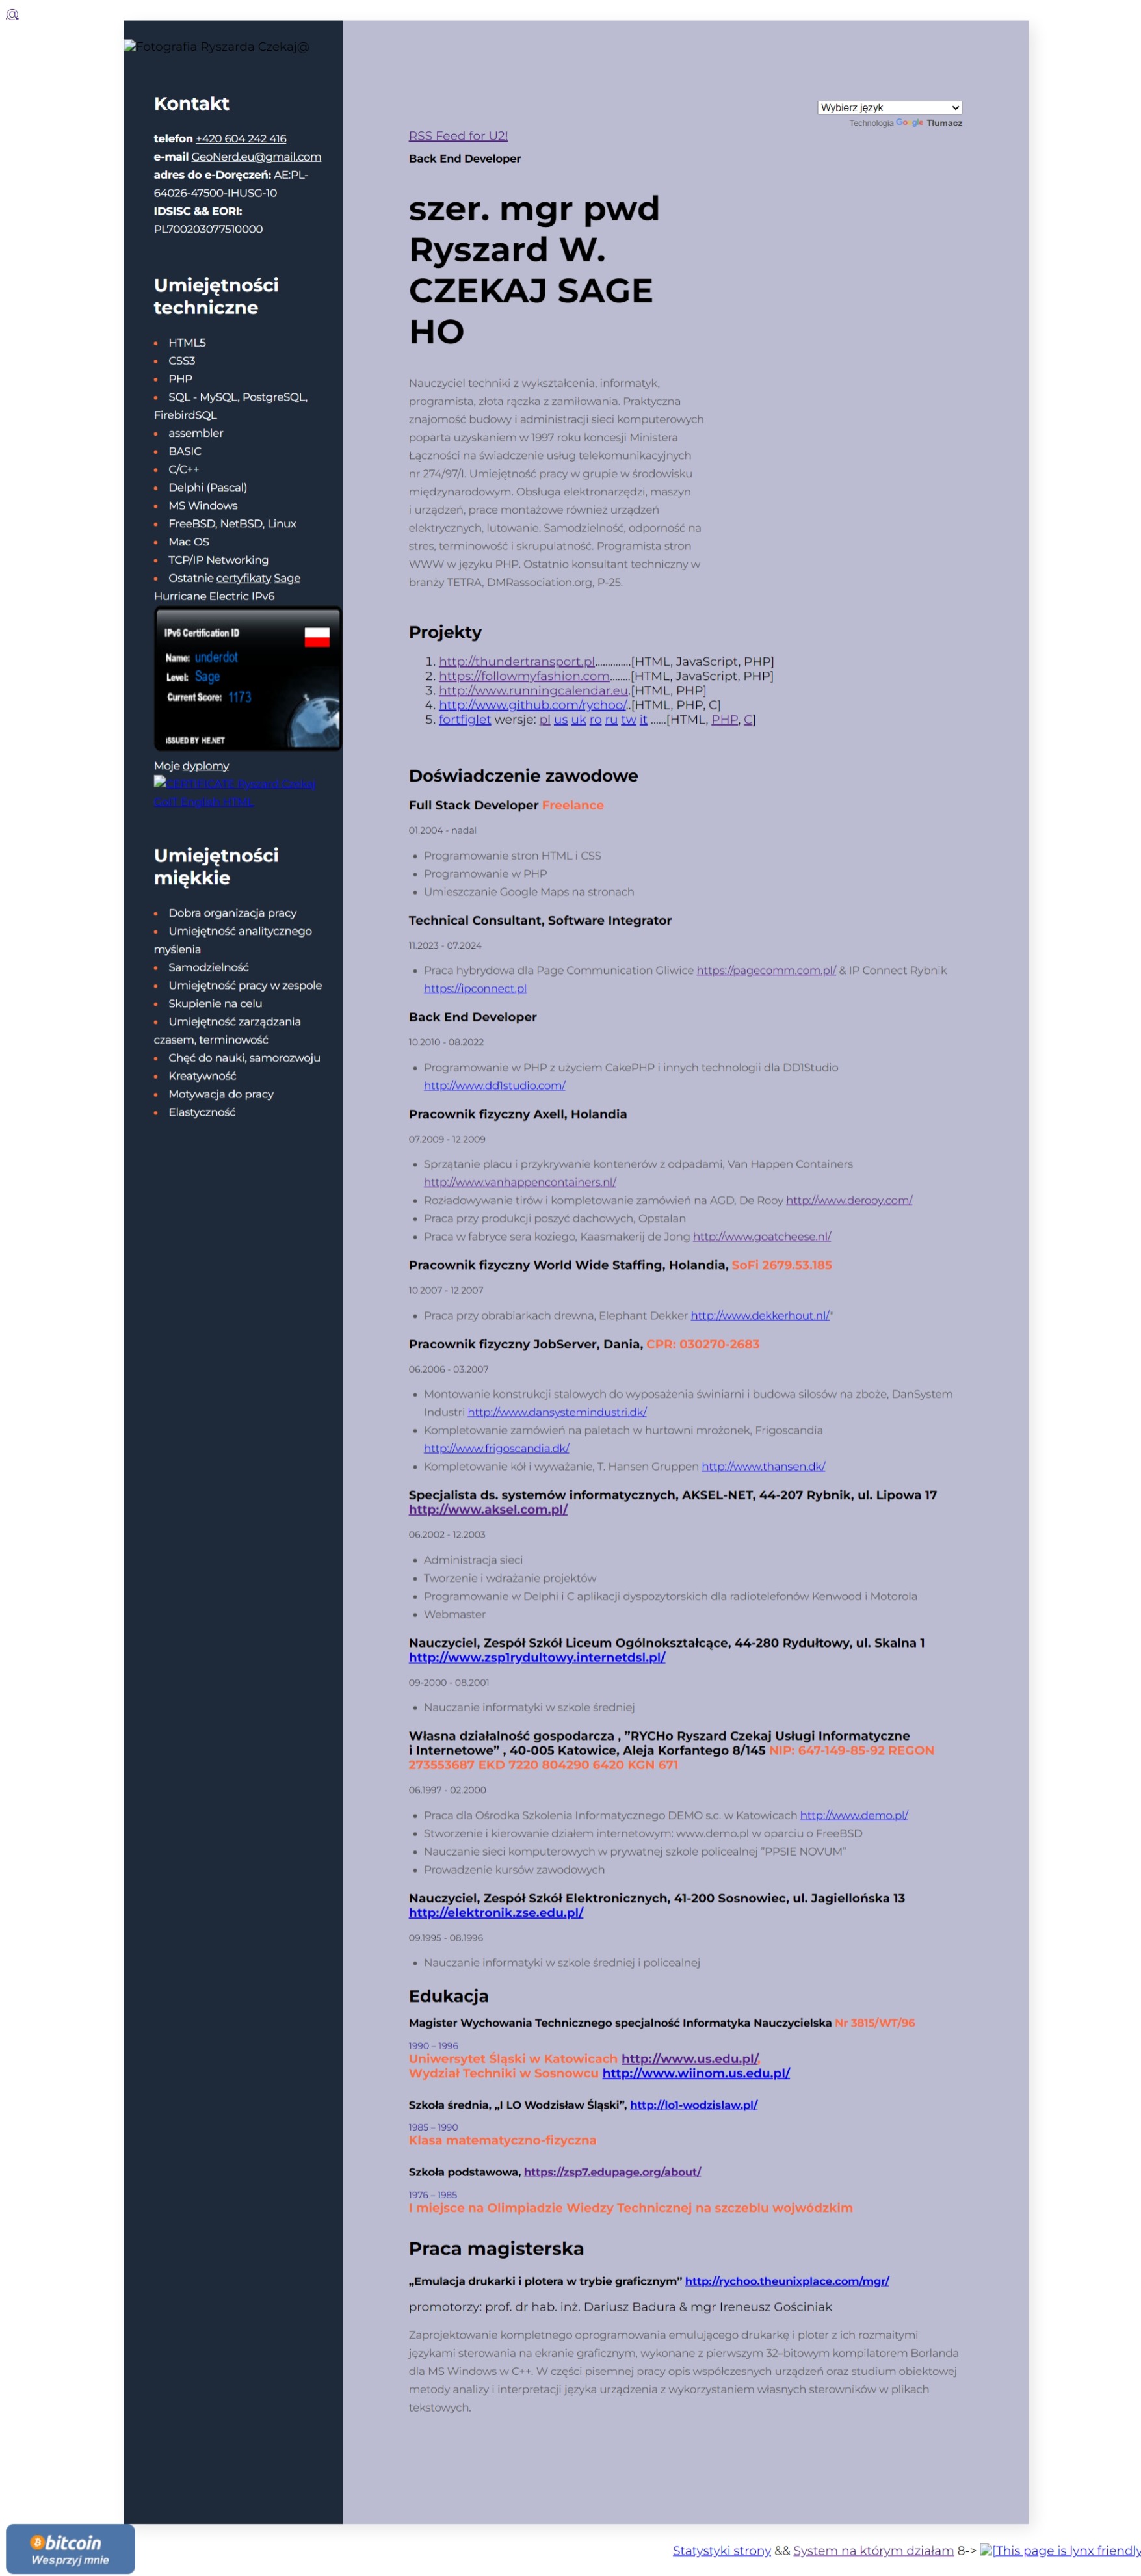 @
Fotografia Ryszarda Czekaj@
Kontakt
telefon +420 604 242 416
e-mail GeoNerd.eu@gmail.com
adres do e-Doręczeń: AE:PL-
64026-47500-IHUSG-10
IDSISC && EORI:
PL700203077510000
Umiejętności
techniczne
• HTML5
• CSS3
• PHP
• SQL - MySQL, PostgreSQL,
FirebirdSQL
• assembler
• BASIC
• C/C++
• Delphi (Pascal)
• MS Windows
• FreeBSD, NetBSD, Linux
• Mac OS
• TCP/IP Networking
• Ostatnie certyfikaty Sage
Hurricane Electric IPv6
IPv6 Certification ID
Name: underdot
Level: Sage
Current Score: 1173
ISSUED BY HE.NET
Moje dyplomy
Umiejętności
miękkie
• Dobra organizacja pracy
• Umiejętność analitycznego
myślenia
• Samodzielność
• Umiejętność pracy w zespole
• Skupienie na celu
• Umiejętność zarządzania
czasem, terminowość
• Chęć do nauki, samorozwoju
• Kreatywność
• Motywacja do pracy
• Elastyczność
Wybierz język
Technologia Google Tłumacz
RSS Feed for U2!
Back End Developer
szer. mgr pwd
Ryszard W.
CZEKAJ SAGE
HO
Nauczyciel techniki z wykształcenia, informatyk,
programista, złota rączka z zamiłowania. Praktyczna
znajomość budowy i administracji sieci komputerowych
poparta uzyskaniem w 1997 roku koncesji Ministera
Łączności na świadczenie usług telekomunikacyjnych
nr 274/97/I. Umiejętność pracy w grupie w środowisku
międzynarodowym. Obsługa elektronarzędzi, maszyn
i urządzeń, prace montażowe również urządzeń
elektrycznych, lutowanie. Samodzielność, odporność na
stres, terminowość i skrupulatność. Programista stron
WWW w języku PHP. Ostatnio konsultant techniczny w
branży TETRA, DMRassociation.org, P-25.
Projekty
1. http://thundertransport.pl..............[HTML, JavaScript, PHP]
2. https://followmyfashion.com........[HTML, JavaScript, PHP]
3. http://www.runningcalendar.eu.[HTML, PHP]
4. http://www.github.com/rychoo/..[HTML, PHP, C]
5. fortfiglet wersje: pl us uk ro ru tw it ......[HTML, PHP, C]
Doświadczenie zawodowe
Full Stack Developer Freelance
01.2004 - nadal
• Programowanie stron HTML i CSS
• Programowanie w PHP
• Umieszczanie Google Maps na stronach
Technical Consultant, Software Integrator
11.2023 - 07.2024
• Praca hybrydowa dla Page Communication Gliwice https://pagecomm.com.pl/ & IP Connect Rybnik
https://ipconnect.pl
Back End Developer
10.2010 - 08.2022
• Programowanie w PHP z użyciem CakePHP i innych technologii dla DD1Studio
http://www.dd1studio.com/
Pracownik fizyczny Axell, Holandia
07.2009 - 12.2009
• Sprzątanie placu i przykrywanie kontenerów z odpadami, Van Happen Containers
http://www.vanhappencontainers.nl/
• Rozładowywanie tirów i kompletowanie zamówień na AGD, De Rooy http://www.derooy.com/
• Praca przy produkcji poszyć dachowych, Opstalan
• Praca w fabryce sera koziego, Kaasmakerij de Jong http://www.goatcheese.nl/
Pracownik fizyczny World Wide Staffing, Holandia, SoFi 2679.53.185
10.2007 - 12.2007
• Praca przy obrabiarkach drewna, Elephant Dekker http://www.dekkerhout.nl/"
Pracownik fizyczny JobServer, Dania, CPR: 030270-2683
06.2006 - 03.2007
• Montowanie konstrukcji stalowych do wyposażenia świniarni i budowa silosów na zboże, DanSystem
Industri http://www.dansystemindustri.dk/
• Kompletowanie zamówień na paletach w hurtowni mrożonek, Frigoscandia
http://www.frigoscandia.dk/
• Kompletowanie kół i wyważanie, T. Hansen Gruppen http://www.thansen.dk/
Specjalista ds. systemów informatycznych, AKSEL-NET, 44-207 Rybnik, ul. Lipowa 17
http://www.aksel.com.pl/
06.2002 - 12.2003
• Administracja sieci
• Tworzenie i wdrażanie projektów
• Programowanie w Delphi i C aplikacji dyspozytorskich dla radiotelefonów Kenwood i Motorola
• Webmaster
Nauczyciel, Zespół Szkół Liceum Ogólnokształcące, 44-280 Rydułtowy, ul. Skalna 1
http://www.zsp1rydultowy.internetdsl.pl/
09-2000 - 08.2001
• Nauczanie informatyki w szkole średniej
Własna działalność gospodarcza , ”RYCHo Ryszard Czekaj Usługi Informatyczne
i Internetowe” , 40-005 Katowice, Aleja Korfantego 8/145 NIP: 647-149-85-92 REGON
273553687 EKD 7220 804290 6420 KGN 671
06.1997 - 02.2000
• Praca dla Ośrodka Szkolenia Informatycznego DEMO s.c. w Katowicach http://www.demo.pl/
• Stworzenie i kierowanie działem internetowym: www.demo.pl w oparciu o FreeBSD
• Nauczanie sieci komputerowych w prywatnej szkole policealnej ”PPSIE NOVUM”
• Prowadzenie kursów zawodowych
Nauczyciel, Zespół Szkół Elektronicznych, 41-200 Sosnowiec, ul. Jagiellońska 13
http://elektronik.zse.edu.pl/
09.1995 - 08.1996
• Nauczanie informatyki w szkole średniej i policealnej
Edukacja
Magister Wychowania Technicznego specjalność Informatyka Nauczycielska Nr 3815/WT/96
1990 – 1996
Uniwersytet Śląski w Katowicach http://www.us.edu.pl/,
Wydział Techniki w Sosnowcu http://www.wiinom.us.edu.pl/
Szkoła średnia, „I LO Wodzisław Śląski”, http://lo1-wodzislaw.pl/
1985 – 1990
Klasa matematyczno-fizyczna
Szkoła podstawowa, https://zsp7.edupage.org/about/
1976 – 1985
I miejsce na Olimpiadzie Wiedzy Technicznej na szczeblu wojwódzkim
Praca magisterska
„Emulacja drukarki i plotera w trybie graficznym” http://rychoo.theunixplace.com/mgr/
promotorzy: prof. dr hab. inż. Dariusz Badura & mgr Ireneusz Gościniak
Zaprojektowanie kompletnego oprogramowania emulującego drukarkę i ploter z ich rozmaitymi
językami sterowania na ekranie graficznym, wykonane z pierwszym 32–bitowym kompilatorem Borlanda
dla MS Windows w C++. W części pisemnej pracy opis współczesnych urządzeń oraz studium obiektowej
metody analizy i interpretacji języka urządzenia z wykorzystaniem własnych sterowników w plikach
tekstowych.
bitcoin
Wesprzyj mnie
Statystyki strony && System na którym działam 8-> [This page is lynx friendly